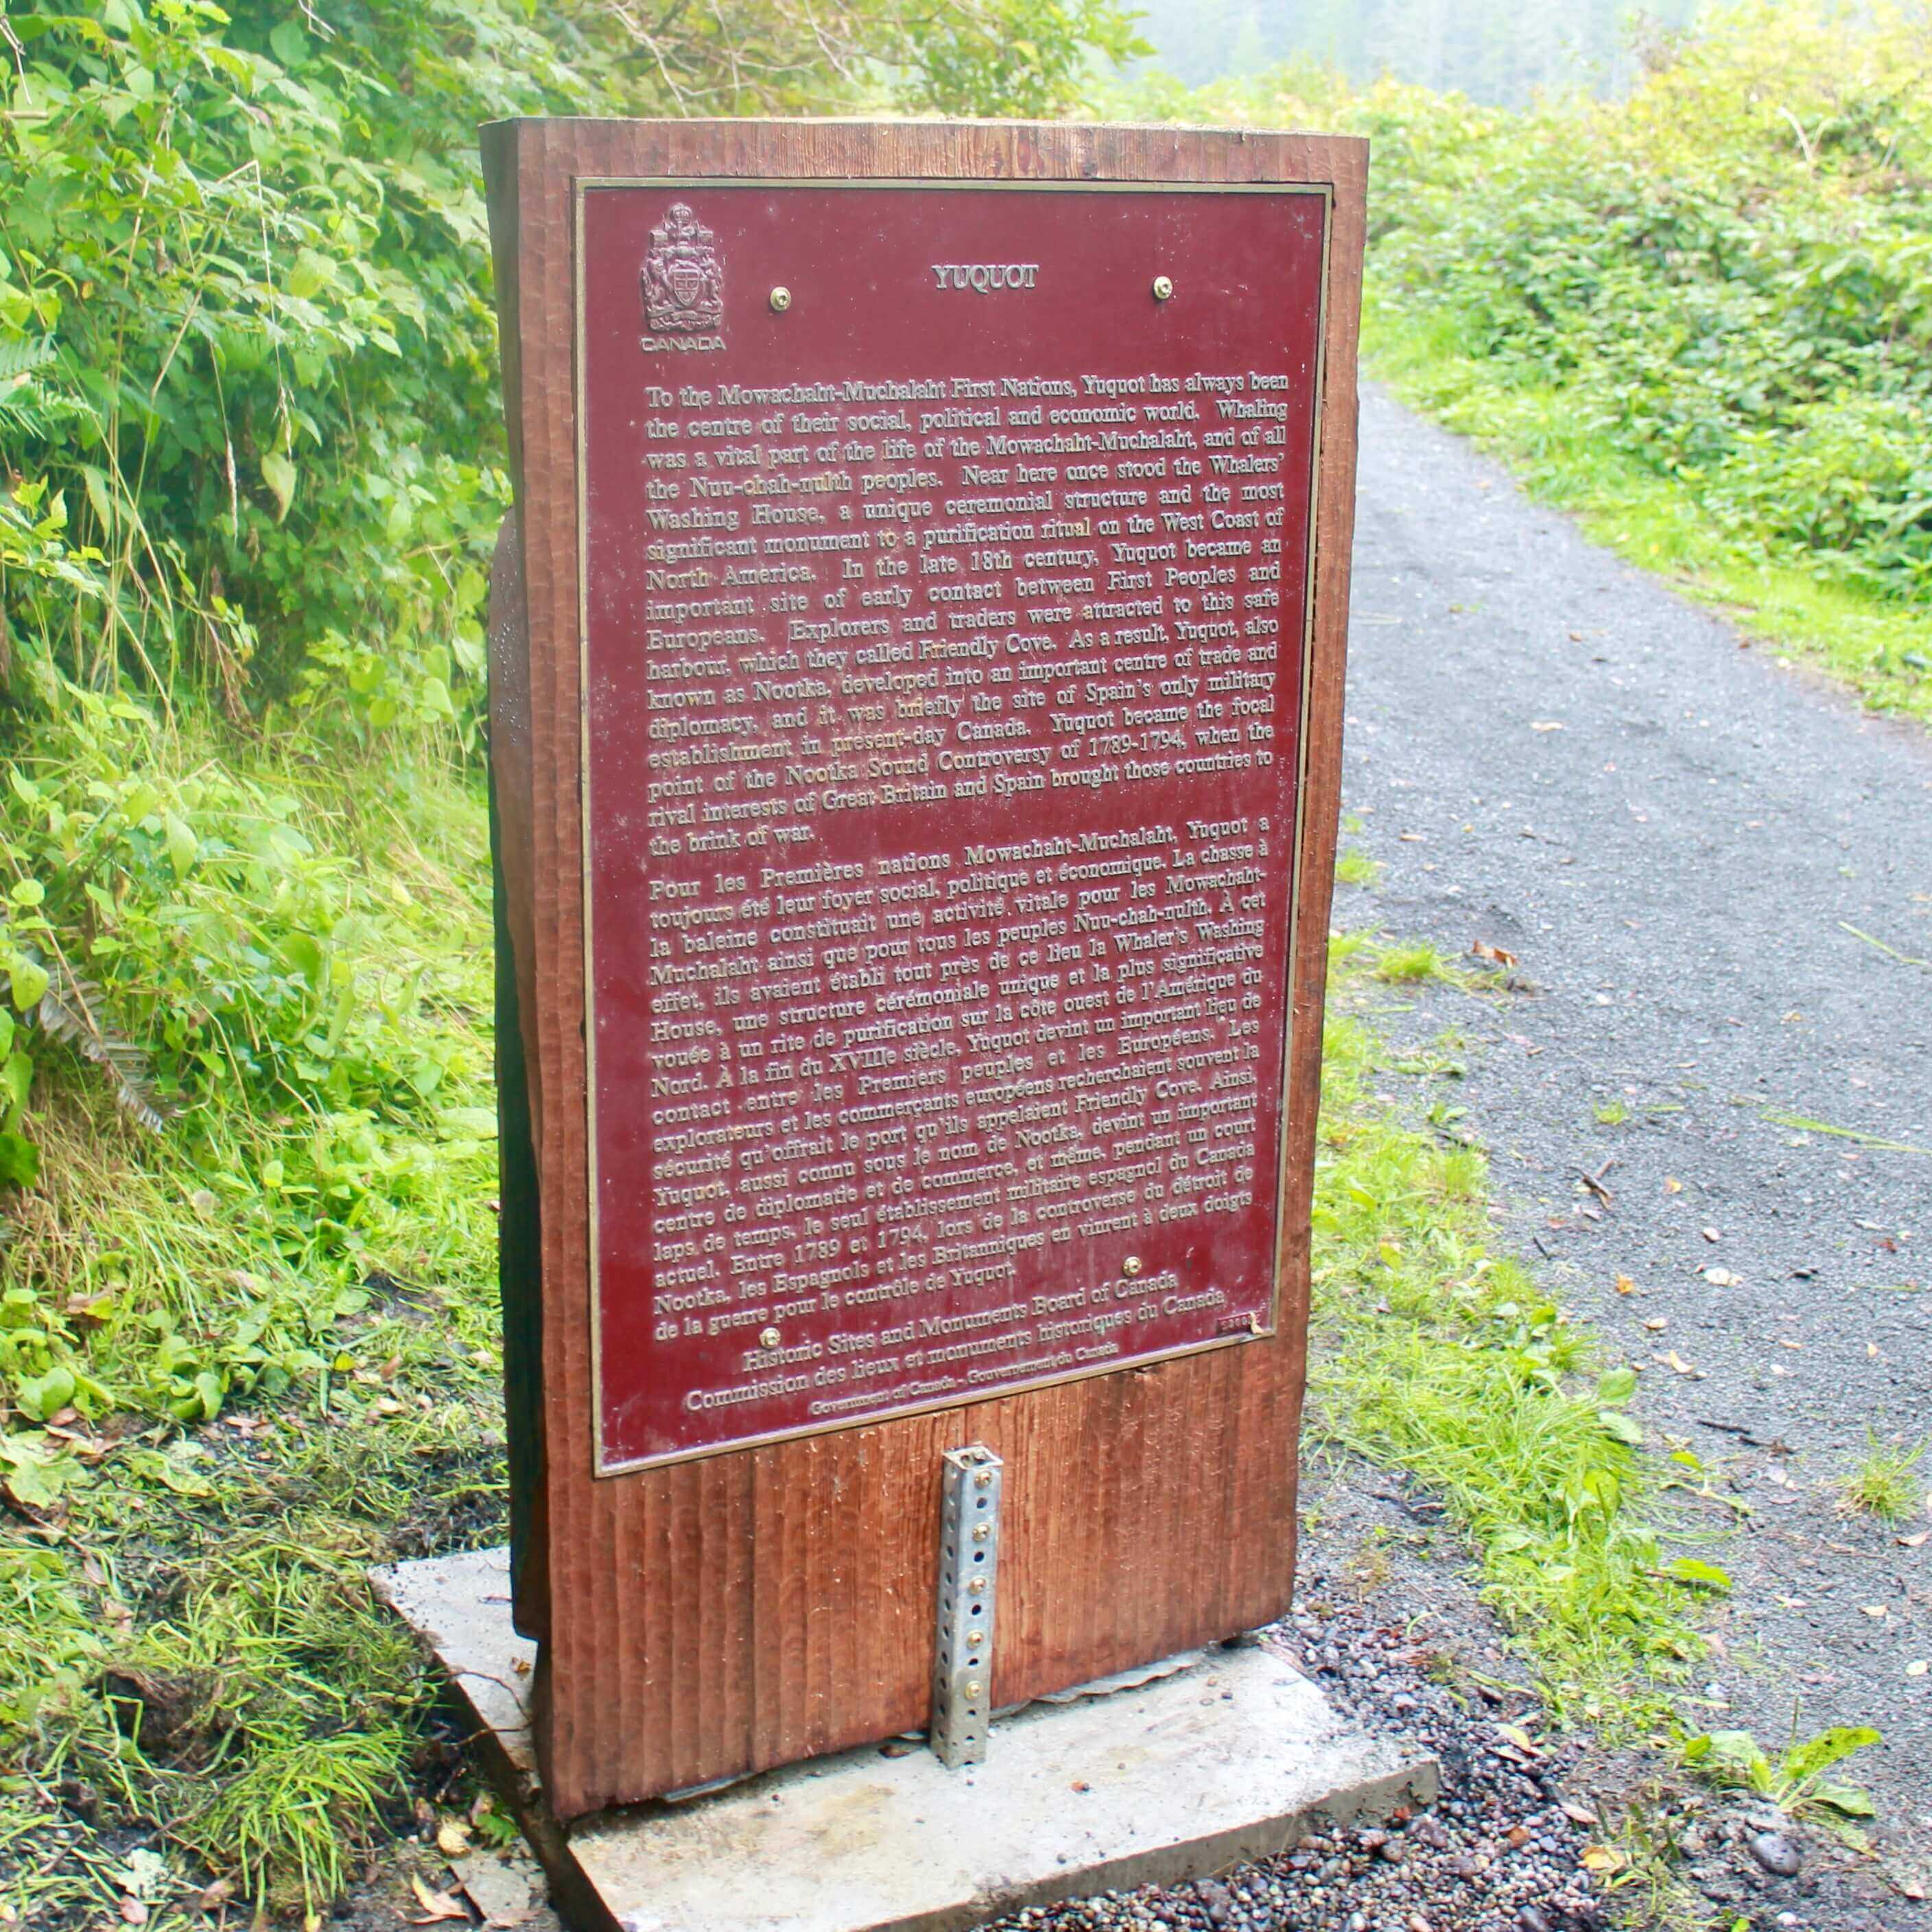 CANADA
YUQUOT
To the Mowachaht-Muchalaht First Nations, Yuquot has always been
the centre of their social, political and economic world. Whaling
was a vital part of the life of the Mowachaht-Muchalaht, and of all
the Nuu-chah-nulth peoples. Near here once stood the Whalers'
Washing House, a unique ceremonial structure and the most
significant monument to a purification ritual on the West Coast of
North America. In the late 18th century, Yuquot became an
important site of early contact between First Peoples and
Europeans. Explorers and traders were attracted to this safe
harbour, which they called Friendly Cove. As a result, Yuquot, also
known as Nootka, developed into an important centre of trade and
diplomacy, and it was briefly the site of Spain's only military
establishment in present-day Canada. Yuquot became the focal
point of the Nootka Sound Controversy of 1789-1794, when the
rival interests of Great Britain and Spain brought those countries to
the brink of war.
Pour les Premières nations Mowachaht-Muchalaht, Yuquot a
toujours été leur foyer social, politique et économique. La chasse à
la baleine constituait une activité vitale pour les Mowachaht-
Muchalaht ainsi que pour tous les peuples Nuu-chah-nulth. À cet
effet, ils avaient établi tout près de ce lieu la Whaler's Washing
House, une structure cérémoniale unique et la plus significative
vouée à un rite de purification sur la côte ouest de l'Amérique du
Nord. À la fin du XVIIIe siècle, Yuquot devint un important lieu de
contact entre les Premiers peuples et les Européens. Les
explorateurs et les commerçants européens recherchaient souvent la
sécurité qu'offrait le port qu'ils appelaient Friendly Cove. Ainsi,
Yuquot, aussi connu sous le nom de Nootka, devint un important
centre de diplomatie et de commerce, et même, pendant un court
laps de temps, le seul établissement militaire espagnol du Canada
actuel. Entre 1789 et 1794, lors de la controverse du détroit de
Nootka, les Espagnols et les Britanniques en vinrent à deux doigts
de la guerre pour le contrôle de Yuquot.
Historic Sites and Monuments Board of Canada
Commission des lieux et monuments historiques du Canada
Government of Canada - Gouvernement du Canada